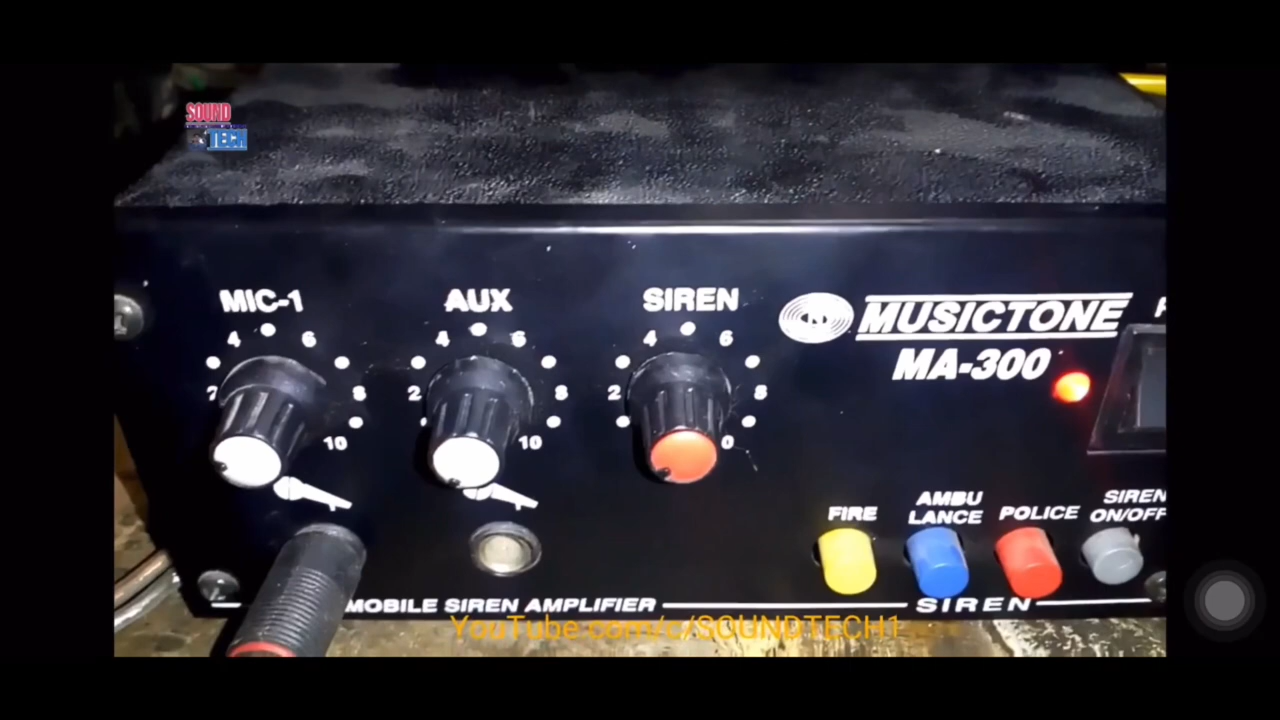 SOUND
TECH
MIC-1
AUX
SIREN
4 6
4 6
4 6
8
2 8
2 8
10
10
0
MUSICTONE
MA-300
FIRE
AMBU
LANCE
POLICE
SIREN
ON/OFF
MOBILE SIREN AMPLIFIER
SIREN
YouTube.com/c/SOUNDTECH1